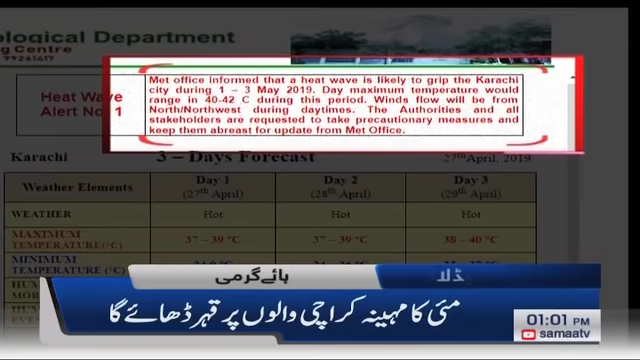 ological Department
ng Centre
99261417
Heat Wave
Alert No. 1
Met office informed that a heat wave is likely to grip the Karachi
city during 1 – 3 May 2019. Day maximum temperature would
range in 40-42 C during this period. Winds flow will be from
North/Northwest during daytimes. The Authorities and all
stakeholders are requested to take precautionary measures and
keep them abreast for update from Met Office.
Karachi
3 – Days Forecast
27th April, 2019
Weather Elements
Day 1
(27th April)
Day 2
(28th April)
Day 3
(29th April)
WEATHER
Hot
Hot
Hot
MAXIMUM
TEMPERATURE(°C)
37 – 39 °C
37 – 39 °C
38 – 40 °C
MINIMUM
TEMPERATURE (°C)
ہائے گرمی
مئی کا مہینہ کراچی والوں پر قہر ڈھائے گا
01:01 PM
samaatv